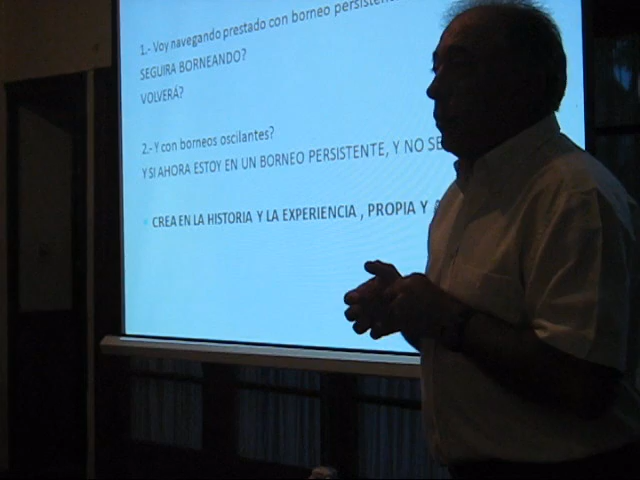 1.- Voy navegando prestado con borneo persistente
SEGUIRA BORNEANDO?
VOLVERÁ?
2.- Y con borneos oscilantes?
Y SI AHORA ESTOY EN UN BORNEO PERSISTENTE, Y NO SE
CREA EN LA HISTORIA Y LA EXPERIENCIA , PROPIA Y